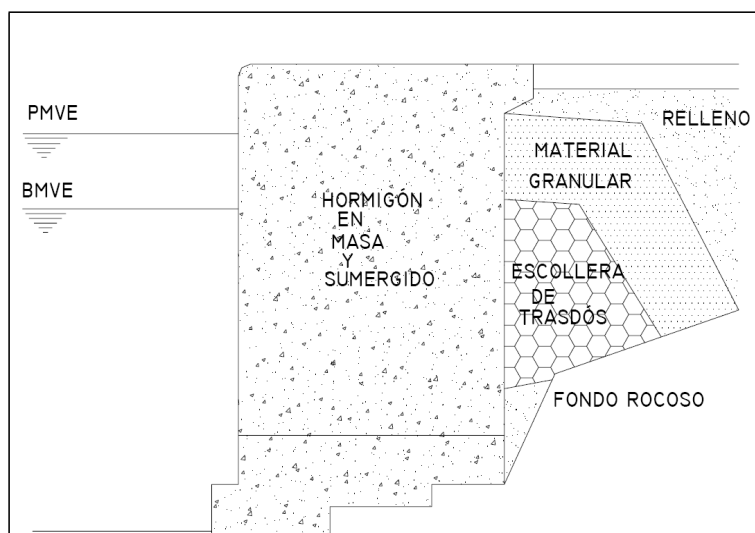 PMVE
RELLENO
MATERIAL
GRANULAR
BMVE
HORMIGÓN
EN
MASA
Y
SUMERGIDO
ESCOLLERA
DE
TRASDÓS
FONDO ROCOSO